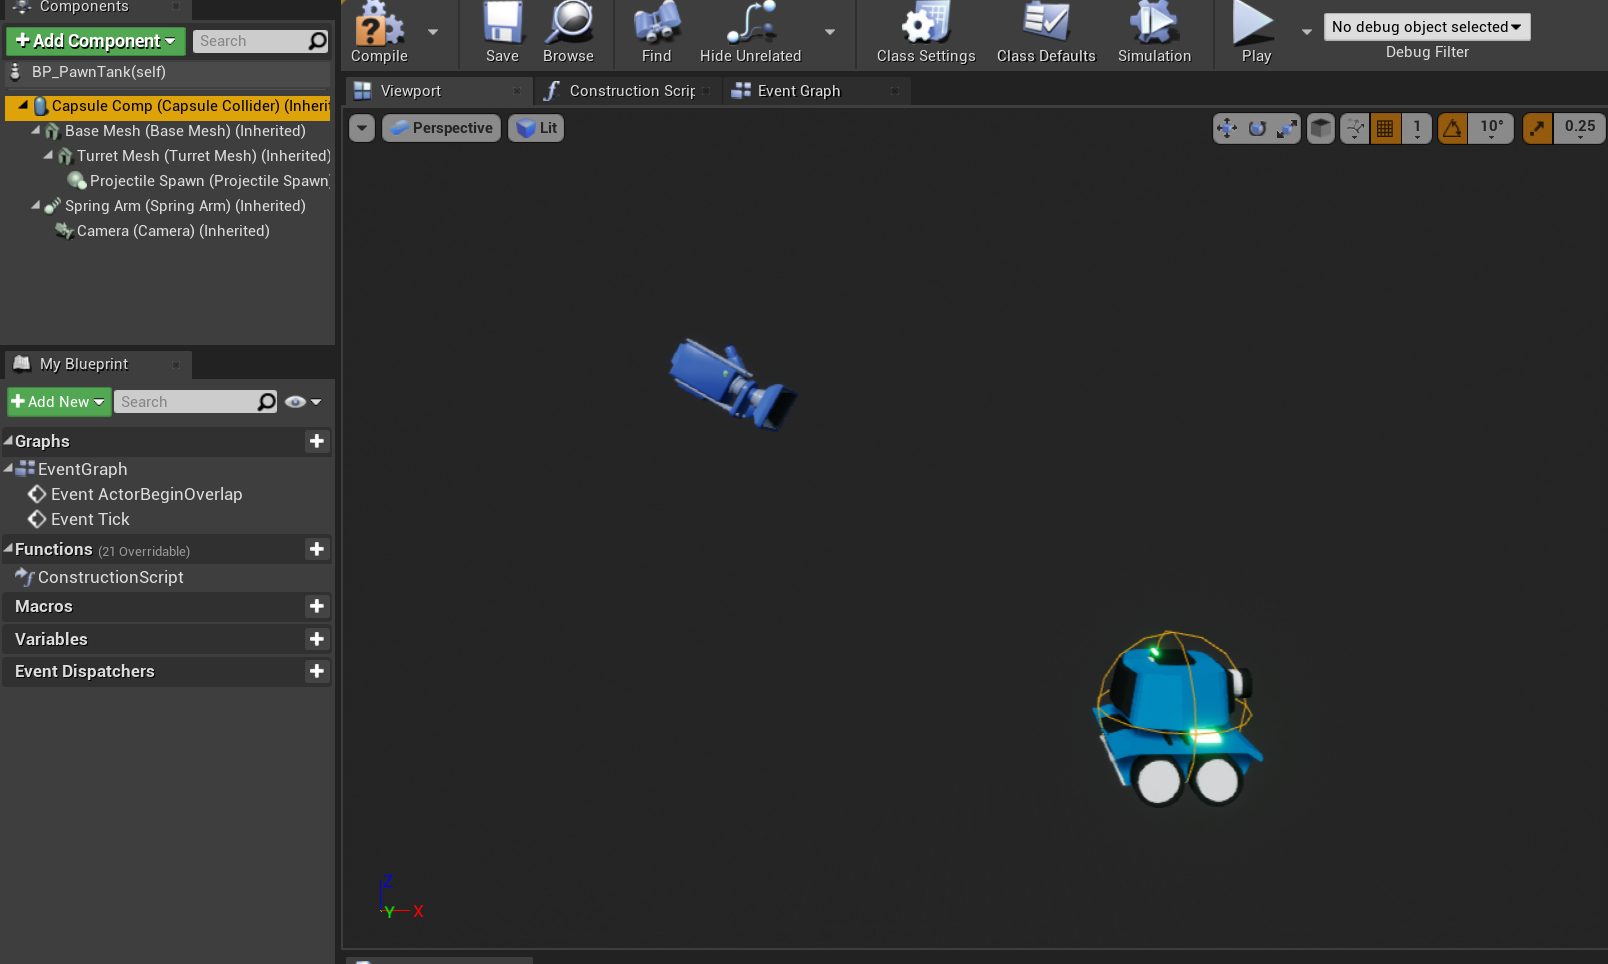 Components
Add Component
Search
BP_PawnTank(self)
Capsule Comp (Capsule Collider) (Inherit
Base Mesh (Base Mesh) (Inherited)
Turret Mesh (Turret Mesh) (Inherited)
Projectile Spawn (Projectile Spawn)
Spring Arm (Spring Arm) (Inherited)
Camera (Camera) (Inherited)
My Blueprint
Add New
Search
Graphs
EventGraph
Event ActorBeginOverlap
Event Tick
Functions (21 Overridable)
ConstructionScript
Macros
Variables
Event Dispatchers
Compile
Save
Browse
Find
Hide Unrelated
Class Settings
Class Defaults
Simulation
Play
No debug object selected
Debug Filter
Viewport
Construction Scrip
Event Graph
Perspective
Lit
1
10°
0.25
Z
Y
X